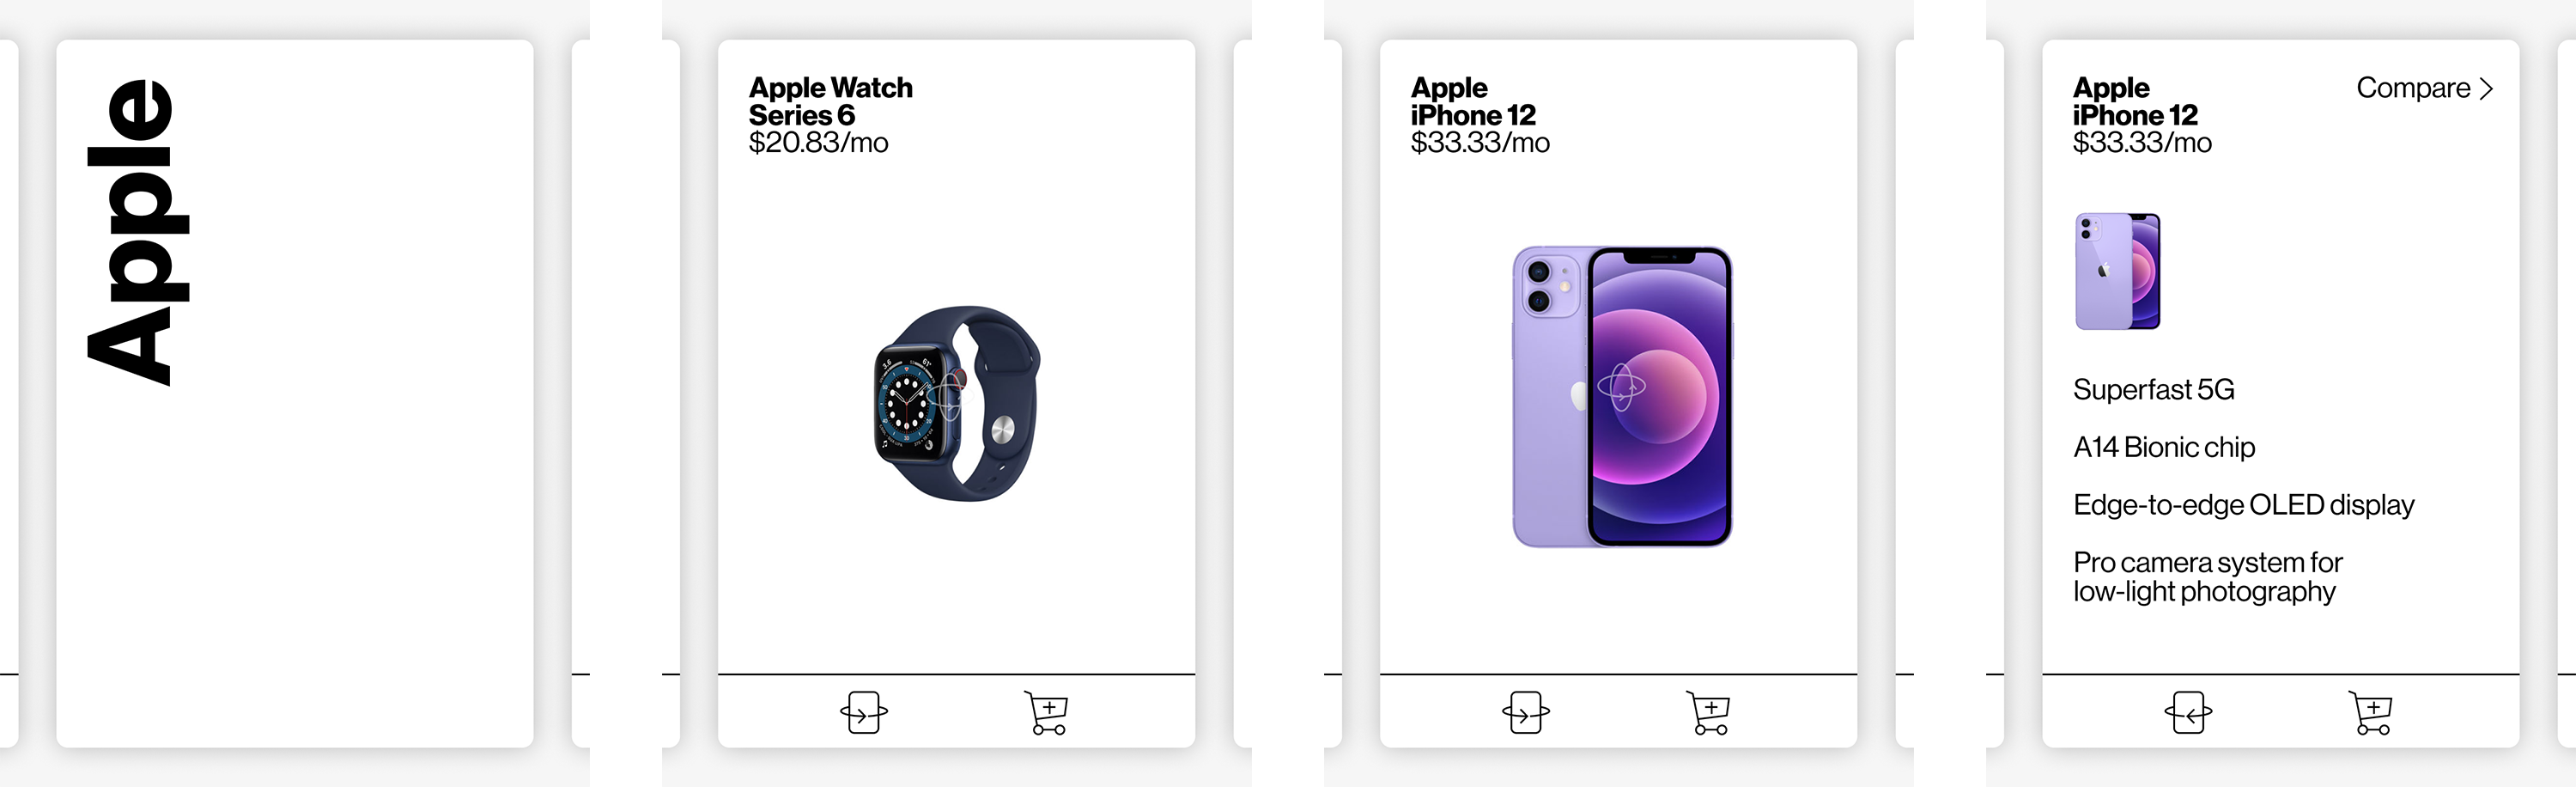 Apple
Apple Watch
Series 6
$20.83/mo
Apple
iPhone 12
$33.33/mo
Apple
iPhone 12
$33.33/mo
Compare >
Superfast 5G
A14 Bionic chip
Edge-to-edge OLED display
Pro camera system for
low-light photography